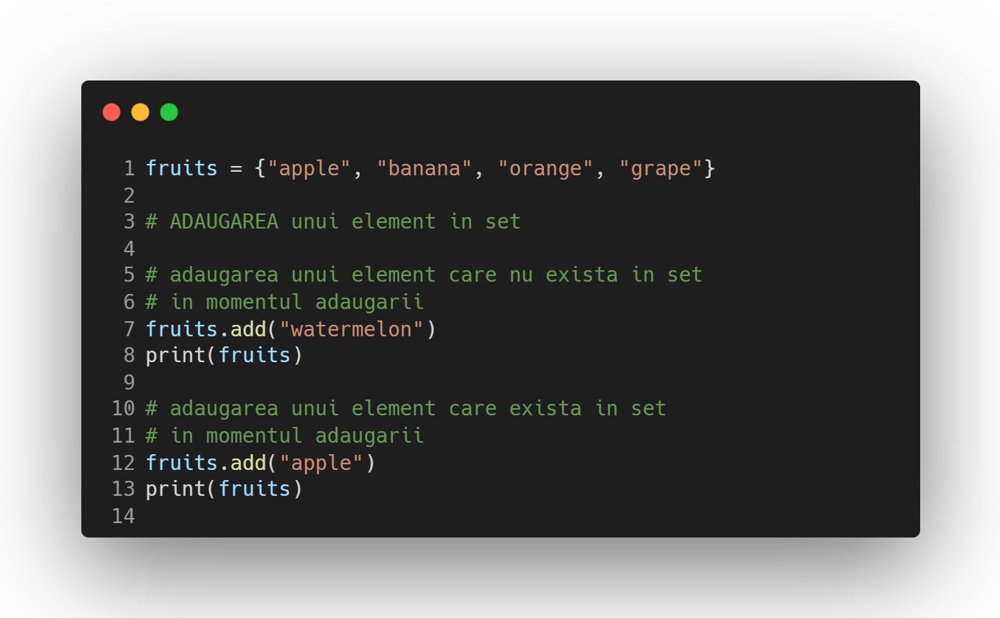 1 fruits = {"apple", "banana", "orange", "grape"}
2
3 # ADAUGAREA unui element in set
4
5 # adaugarea unui element care nu exista in set
6 # in momentul adaugarii
7 fruits.add("watermelon")
8 print(fruits)
9
10 # adaugarea unui element care exista in set
11 # in momentul adaugarii
12 fruits.add("apple")
13 print(fruits)
14